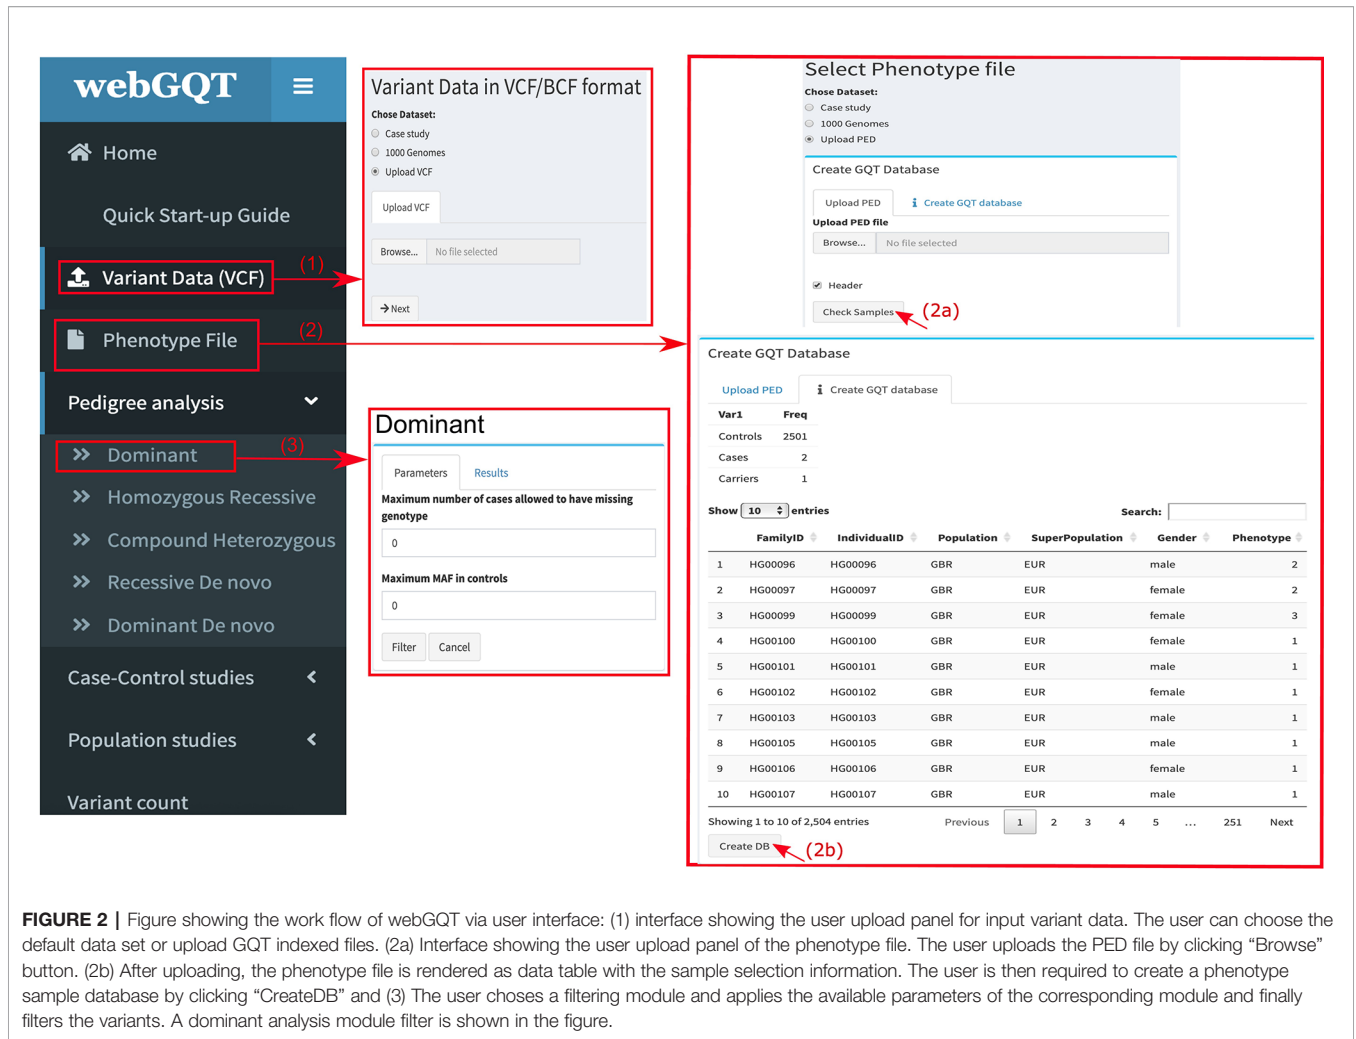 webGQT
Home
Quick Start-up Guide
Variant Data (VCF)
Phenotype File
Pedigree analysis
Dominant
Homozygous Recessive
Compound Heterozygous
Recessive De novo
Dominant De novo
Case-Control studies
Population studies
Variant count
(1)
(2)
(3)
Variant Data in VCF/BCF format
Chose Dataset:
Case study
1000 Genomes
Upload VCF
Upload VCF
Browse... No file selected
Next
Dominant
Parameters Results
Maximum number of cases allowed to have missing
genotype
0
Maximum MAF in controls
0
Filter Cancel
Select Phenotype file
Chose Dataset:
Case study
1000 Genomes
Upload PED
Create GQT Database
Upload PED Create GQT database
Upload PED file
Browse... No file selected
Header
Check Samples (2a)
Create GQT Database
Upload PED Create GQT database
Var1 Freq
Controls 2501
Cases 2
Carriers 1
Show 10 entries Search:
FamilyID IndividualID Population SuperPopulation Gender Phenotype
1 HG00096 HG00096 GBR EUR male 2
2 HG00097 HG00097 GBR EUR female 2
3 HG00099 HG00099 GBR EUR female 3
4 HG00100 HG00100 GBR EUR female 1
5 HG00101 HG00101 GBR EUR male 1
6 HG00102 HG00102 GBR EUR female 1
7 HG00103 HG00103 GBR EUR male 1
8 HG00105 HG00105 GBR EUR male 1
9 HG00106 HG00106 GBR EUR female 1
10 HG00107 HG00107 GBR EUR male 1
Showing 1 to 10 of 2,504 entries Previous 1 2 3 4 5 ... 251 Next
Create DB (2b)
FIGURE 2 | Figure showing the work flow of webGQT via user interface: (1) interface showing the user upload panel for input variant data. The user can choose the
default data set or upload GQT indexed files. (2a) Interface showing the user upload panel of the phenotype file. The user uploads the PED file by clicking “Browse”
button. (2b) After uploading, the phenotype file is rendered as data table with the sample selection information. The user is then required to create a phenotype
sample database by clicking “CreateDB” and (3) The user choses a filtering module and applies the available parameters of the corresponding module and finally
filters the variants. A dominant analysis module filter is shown in the figure.